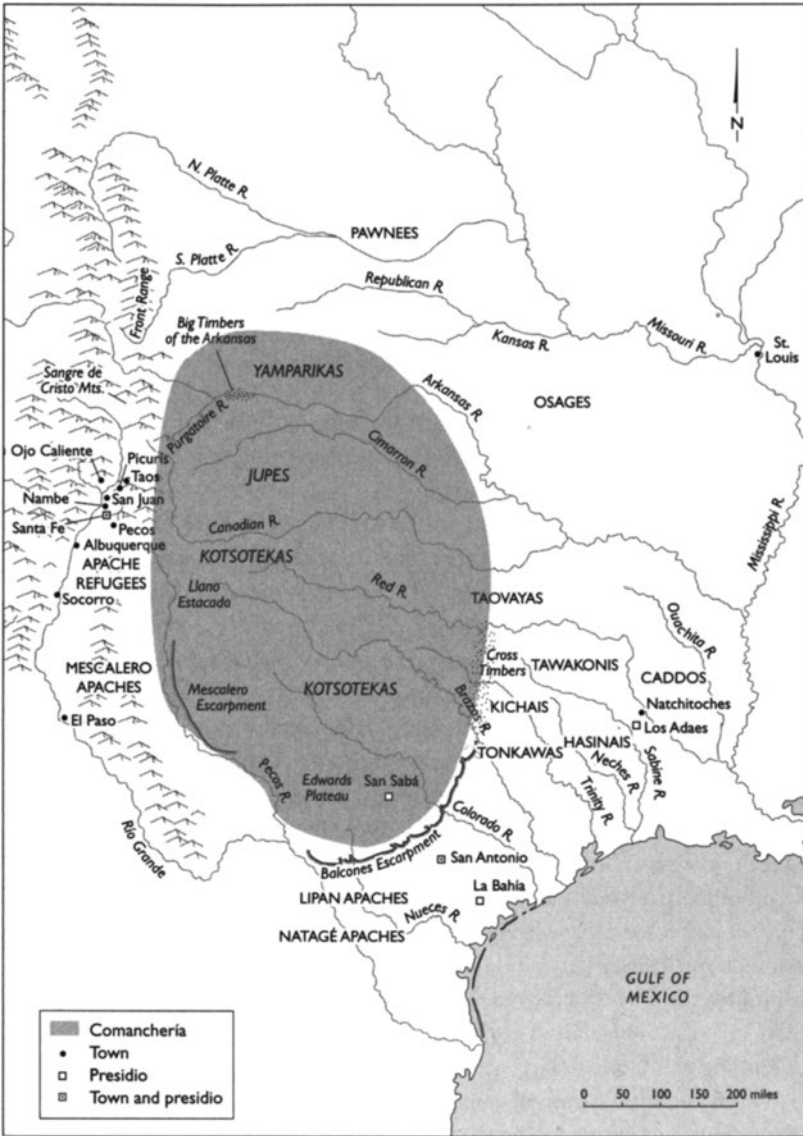 N
N. Platte R.
PAWNEES
S. Platte R.
Front Range
Republican R.
Big Timbers
of the Arkansas
Kansas R.
Missouri R.
St.
Louis
YAMPARIKAS
Sangre de
Cristo Mts.
Arkansas R.
OSAGES
Purgatoire R.
Cimarron R.
Ojo Caliente
Picuris
Taos
JUPES
Nambe
San Juan
Santa Fe
Pecos
Canadian R.
Mississippi R.
Albuquerque
APACHE
REFUGEES
KOTSOTEKAS
Socorro
Llano
Estacado
Red R.
TAOVAYAS
Ouachita R.
MESCALERO
APACHES
Mescalero
Escarpment
KOTSOTEKAS
Cross
Timbers
TAWAKONIS
CADDOS
Brazos R.
KICHAIS
Natchitoches
El Paso
Los Adaes
TONKAWAS
HASINAIS
Pecos R.
Edwards
Plateau
San Sabá
Neches R.
Sabine R.
Trinity R.
Rio Grande
Colorado R.
Balcones Escarpment
San Antonio
La Bahía
LIPAN APACHES
Nueces R.
NATAGÉ APACHES
GULF OF
MEXICO
Comanchería
Town
Presidio
Town and presidio
0 50 100 150 200 miles